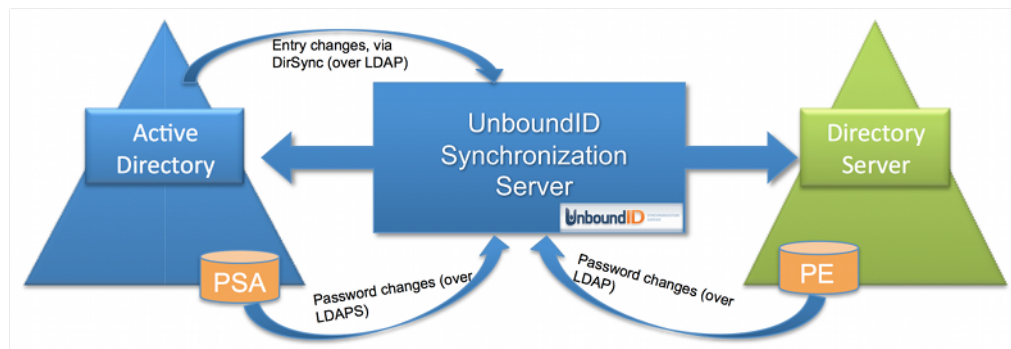 Entry changes, via
DirSync (over LDAP)
Active
Directory
UnboundID
Synchronization
Server
UnboundID
Directory
Server
PSA
Password changes (over
LDAPS)
Password changes (over
LDAP)
PE